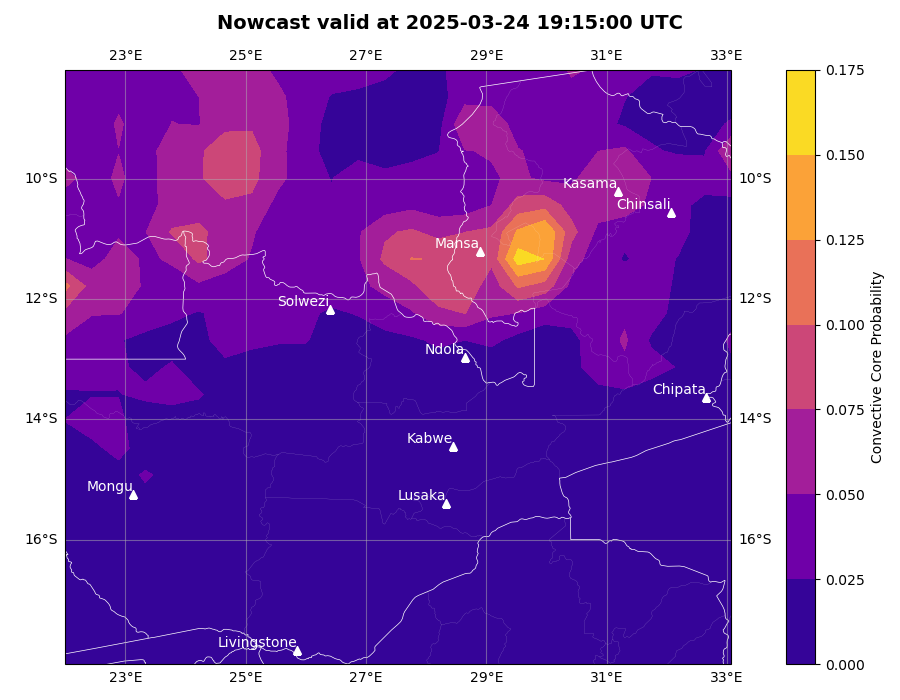 Nowcast valid at 2025-03-24 19:15:00 UTC
23°E 25°E 27°E 29°E 31°E 33°E
0.175
0.150
10°S Kasama 10°S
Chinsali
0.125
Mansa
12°S Solwezi 12°S
0.100
Ndola
Chipata
0.075
14°S 14°S
Kabwe
Mongu Lusaka
0.050
16°S 16°S
0.025
Livingstone
0.000
23°E 25°E 27°E 29°E 31°E 33°E
Convective Core Probability